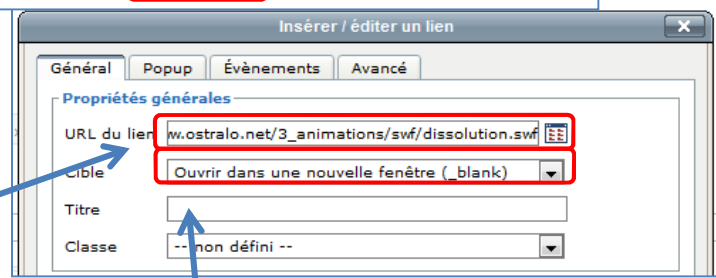 Insérer / éditer un lien
Général Popup Évènements Avancé
Propriétés générales
URL du lien w.ostralo.net/3_animations/swf/dissolution.swf
Cible Ouvrir dans une nouvelle fenêtre (_blank)
Titre
Classe -- non défini --